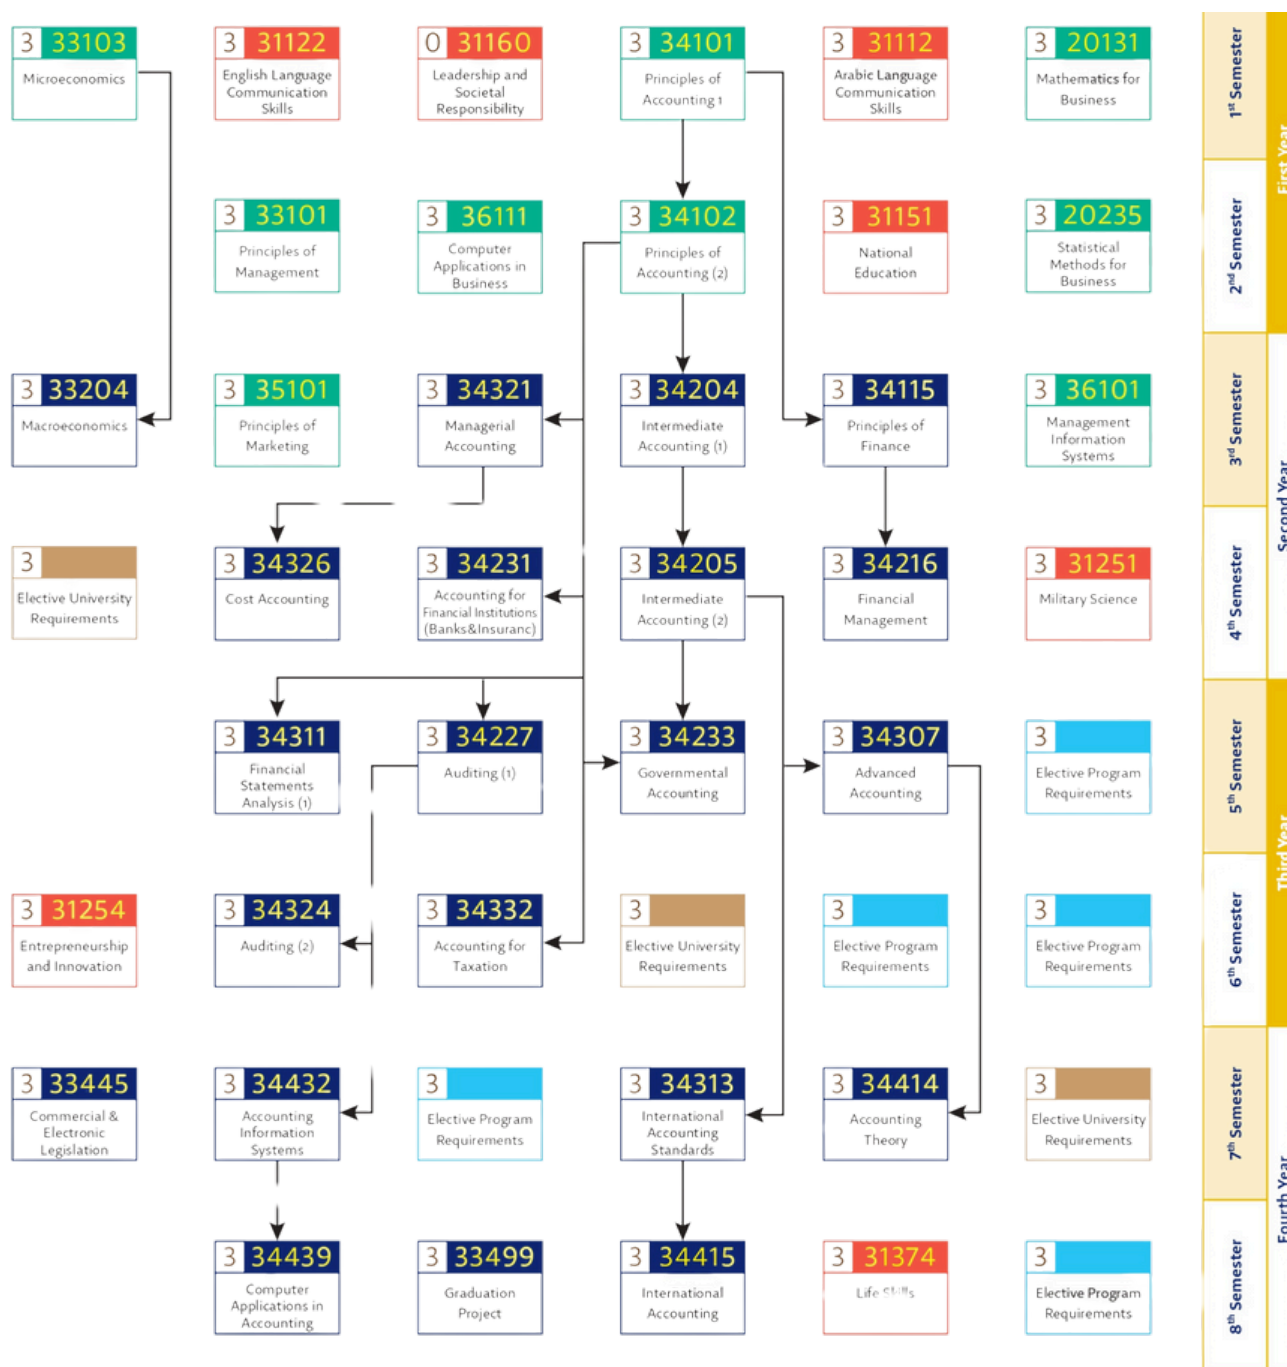 3 33103
Microeconomics
3 31122
English Language
Communication
Skills
0 31160
Leadership and
Societal
Responsibility
3 34101
Principles of
Accounting 1
3 31112
Arabic Language
Communication
Skills
3 20131
Mathematics for
Business
1st Semester
First Year
3 33101
Principles of
Management
3 36111
Computer
Applications in
Business
3 34102
Principles of
Accounting (2)
3 31151
National
Education
3 20235
Statistical
Methods for
Business
2nd Semester
3 33204
Macroeconomics
3 35101
Principles of
Marketing
3 34321
Managerial
Accounting
3 34204
Intermediate
Accounting (1)
3 34115
Principles of
Finance
3 36101
Management
Information
Systems
3rd Semester
Second Year
3
Elective University
Requirements
3 34326
Cost Accounting
3 34231
Accounting for
Financial Institutions
(Banks&Insuranc)
3 34205
Intermediate
Accounting (2)
3 34216
Financial
Management
3 31251
Military Science
4th Semester
3 34311
Financial
Statements
Analysis (1)
3 34227
Auditing (1)
3 34233
Governmental
Accounting
3 34307
Advanced
Accounting
3
Elective Program
Requirements
5th Semester
Third Year
3 31254
Entrepreneurship
and Innovation
3 34324
Auditing (2)
3 34332
Accounting for
Taxation
3
Elective University
Requirements
3
Elective Program
Requirements
3
Elective Program
Requirements
6th Semester
3 33445
Commercial &
Electronic
Legislation
3 34432
Accounting
Information
Systems
3
Elective Program
Requirements
3 34313
International
Accounting
Standards
3 34414
Accounting
Theory
3
Elective University
Requirements
7th Semester
Fourth Year
3 34439
Computer
Applications in
Accounting
3 33499
Graduation
Project
3 34415
International
Accounting
3 31374
Life Skills
3
Elective Program
Requirements
8th Semester